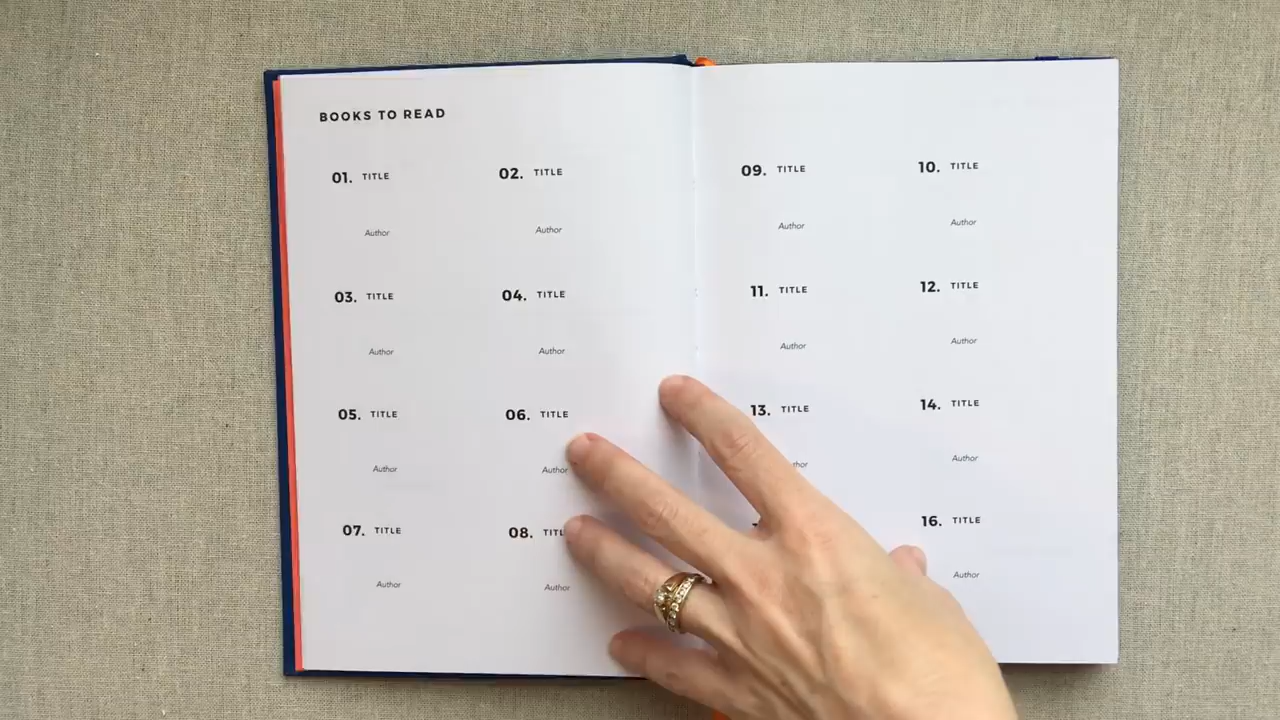 BOOKS TO READ
01. TITLE
Author
02. TITLE
Author
03. TITLE
Author
04. TITLE
Author
05. TITLE
Author
06. TITLE
Author
07. TITLE
Author
08. TITL
Author
09. TITLE
Author
10. TITLE
Author
11. TITLE
Author
12. TITLE
Author
13. TITLE
thor
14. TITLE
Author
16. TITLE
Author